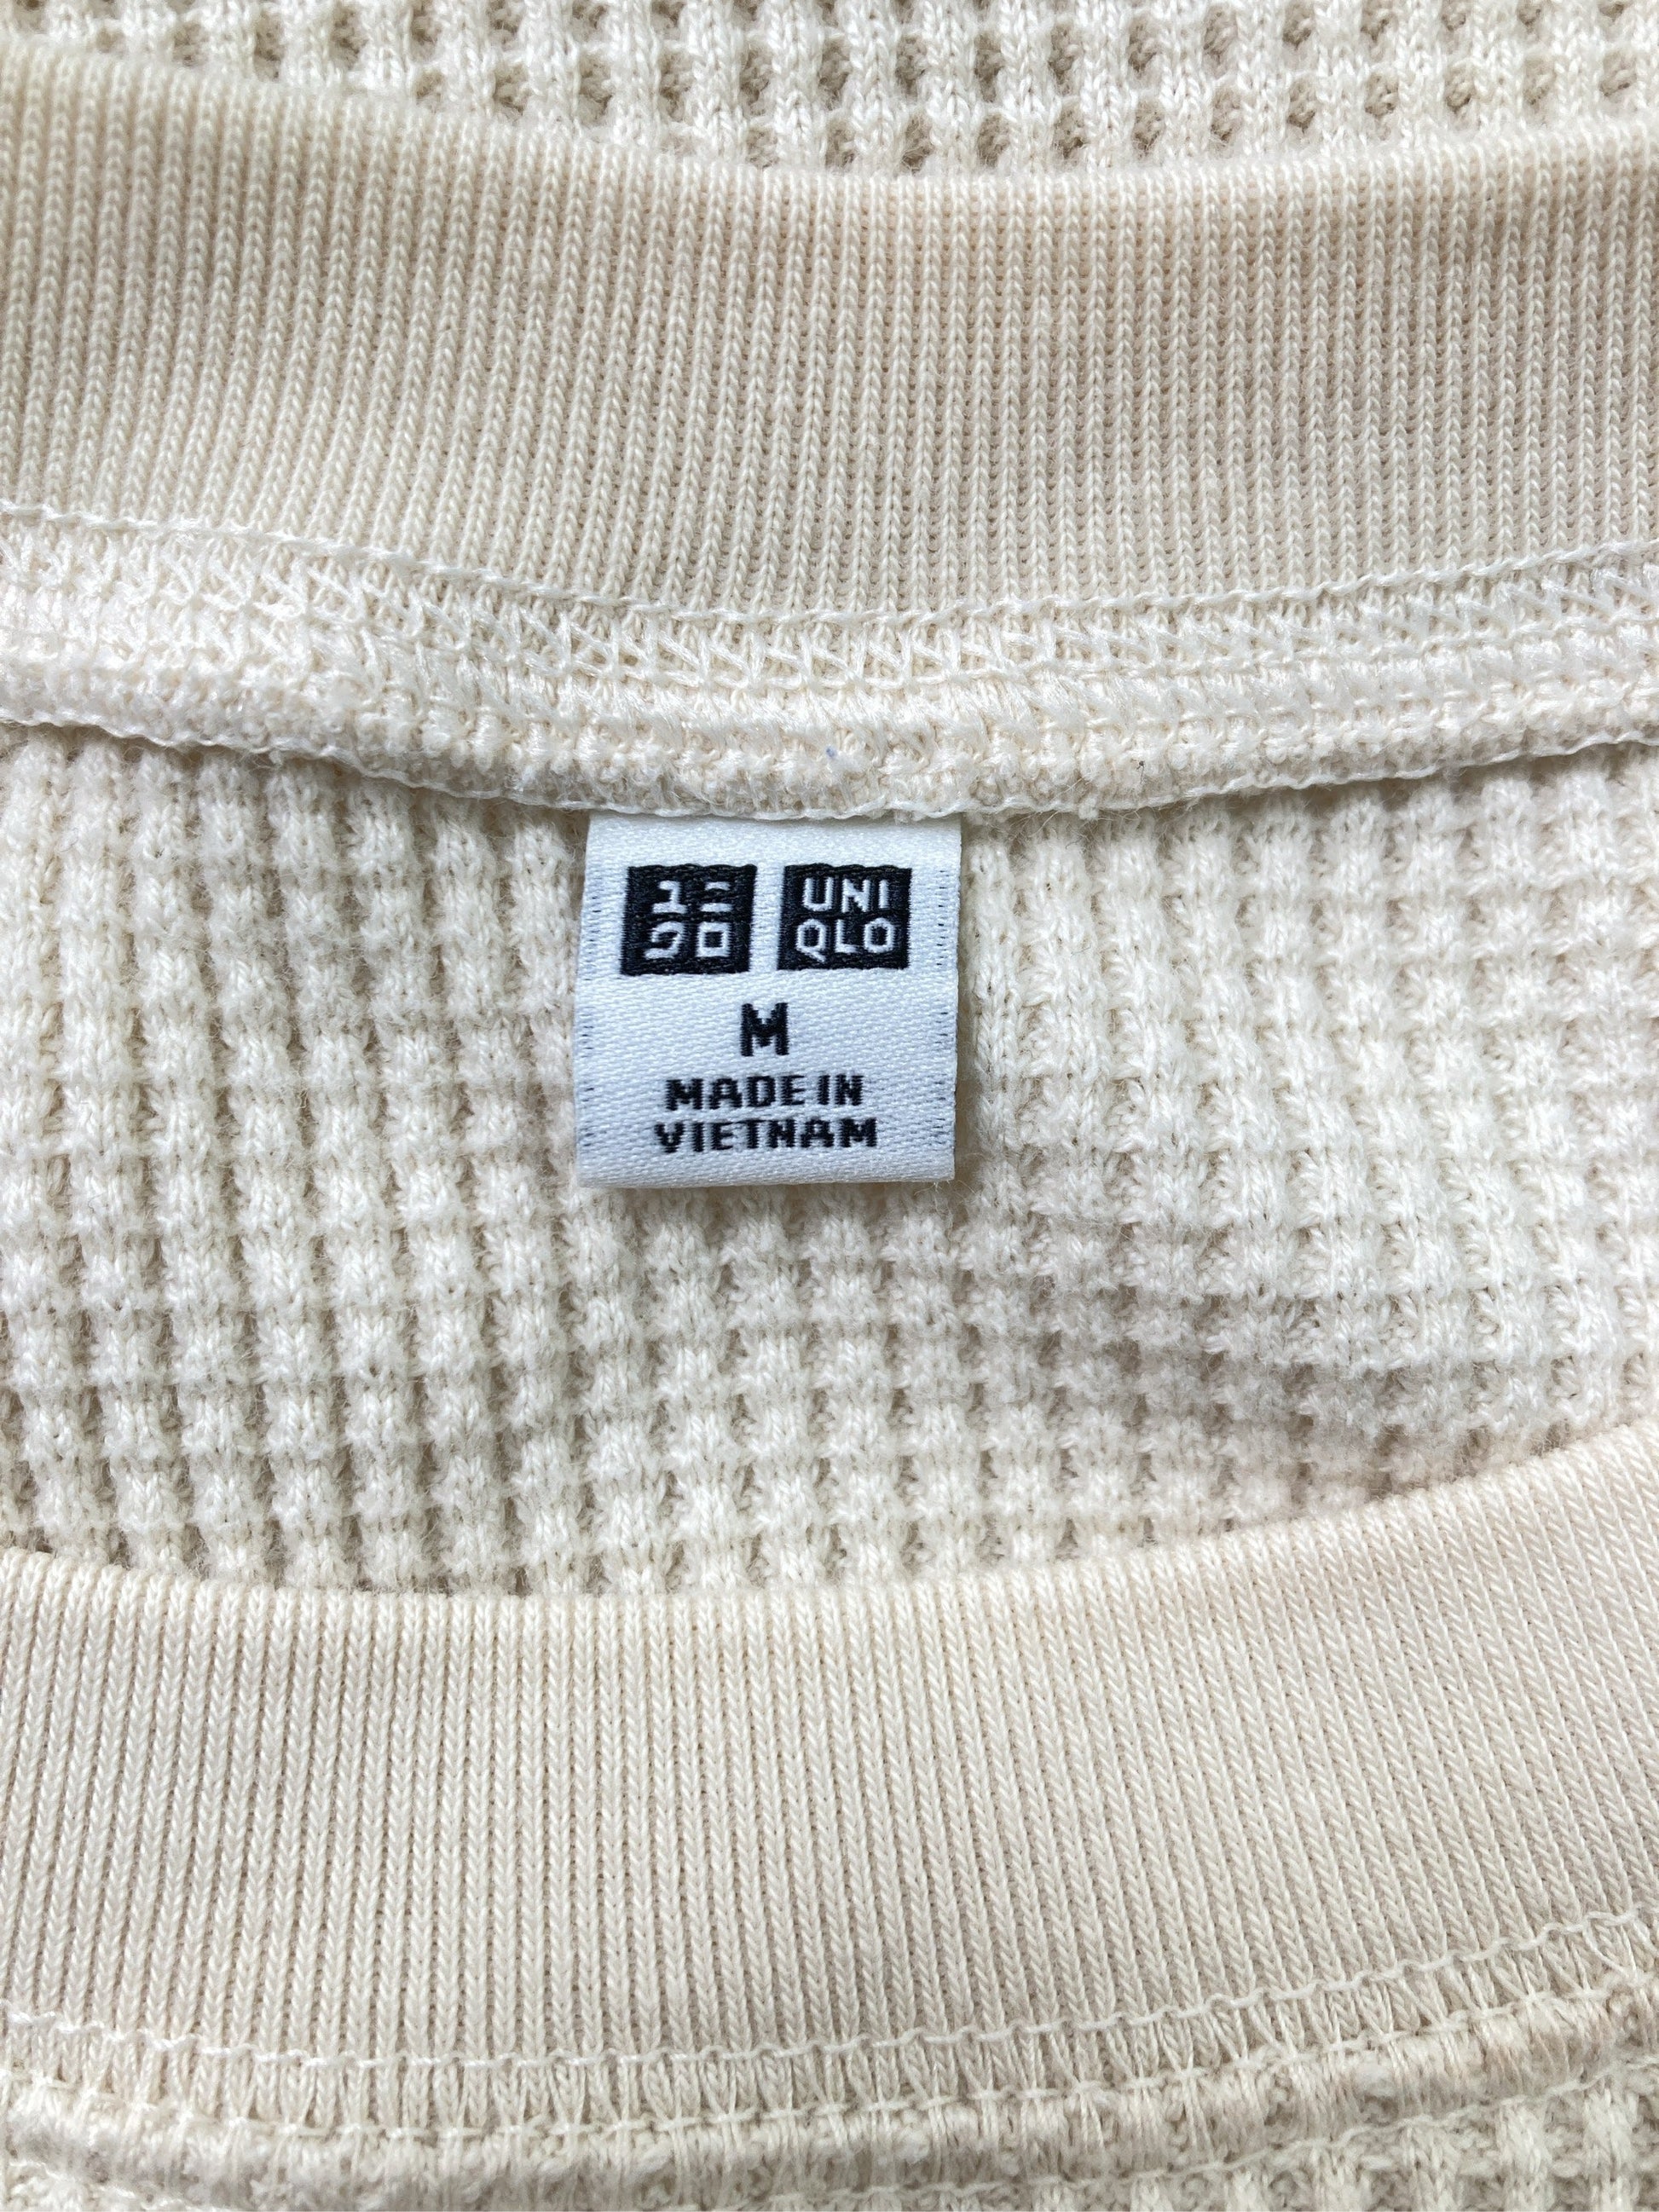 ユニ UNI
クロ QLO
M
MADE IN
VIETNAM